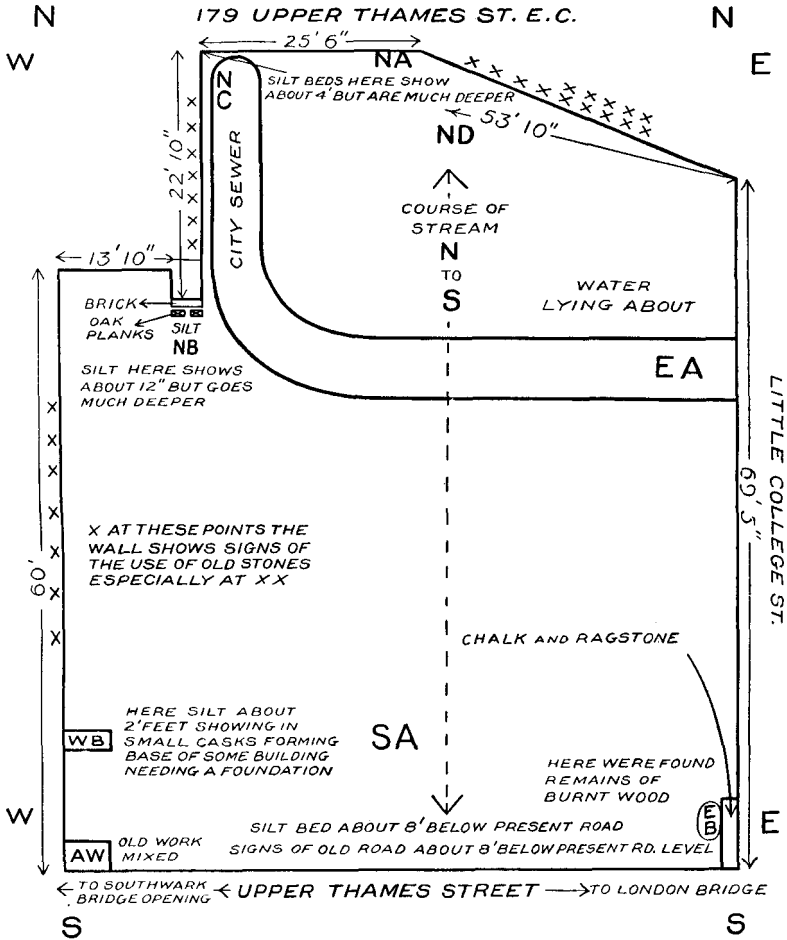 N
179 UPPER THAMES ST. E.C.
N
W
25' 6"
NA
E
N
C
SILT BEDS HERE SHOW
ABOUT 4' BUT ARE MUCH DEEPER
53' 10"
ND
22' 10"
CITY SEWER
COURSE OF
STREAM
N
TO
S
13' 10"
WATER
LYING ABOUT
BRICK
OAK
PLANKS
SILT
NB
EA
SILT HERE SHOWS
ABOUT 12" BUT GOES
MUCH DEEPER
LITTLE COLLEGE ST.
69' 5"
X AT THESE POINTS THE
WALL SHOWS SIGNS OF
THE USE OF OLD STONES
ESPECIALLY AT XX
60'
CHALK AND RAGSTONE
WB
HERE SILT ABOUT
2' FEET SHOWING IN
SMALL CASKS FORMING
BASE OF SOME BUILDING
NEEDING A FOUNDATION
SA
HERE WERE FOUND
REMAINS OF
BURNT WOOD
W
E
B
E
AW
OLD WORK
MIXED
SILT BED ABOUT 8' BELOW PRESENT ROAD
SIGNS OF OLD ROAD ABOUT 8' BELOW PRESENT RD. LEVEL
TO SOUTHWARK
BRIDGE OPENING
UPPER THAMES STREET
TO LONDON BRIDGE
S
S